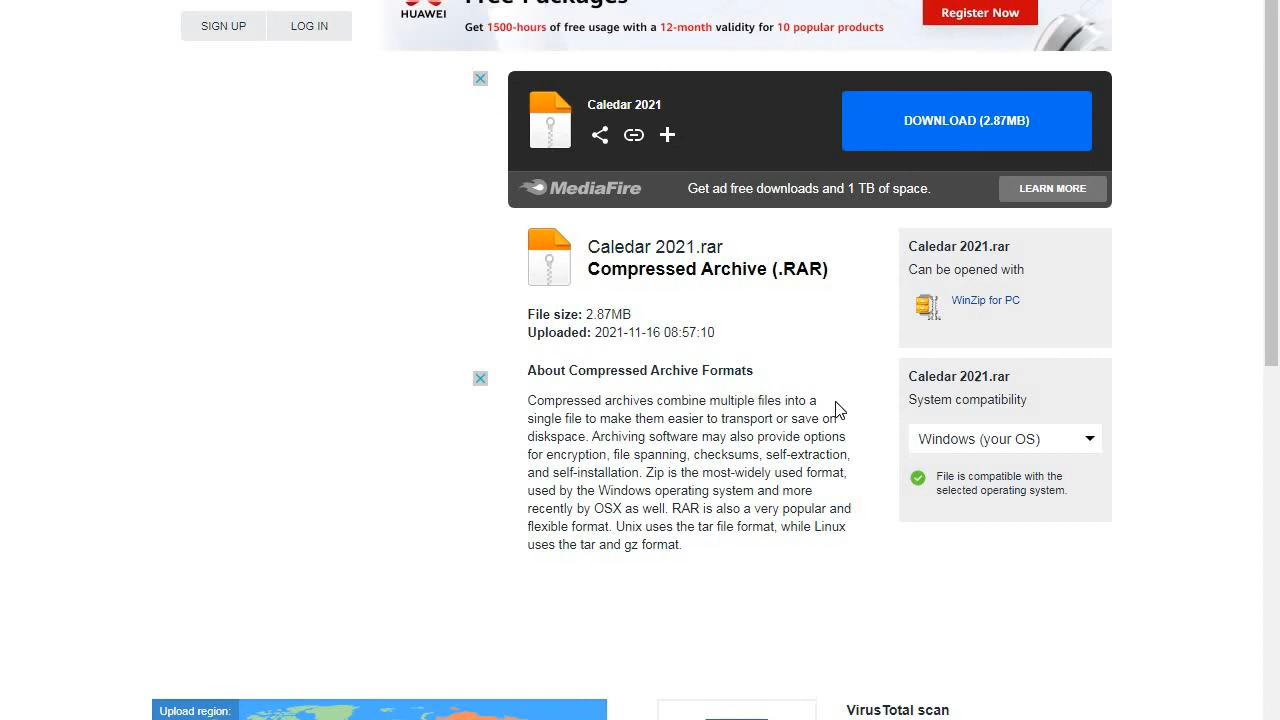 SIGN UP
LOG IN
HUAWEI
Free Packages
Get 1500-hours of free usage with a 12-month validity for 10 popular products
Register Now
Caledar 2021
DOWNLOAD (2.87MB)
MediaFire
Get ad free downloads and 1 TB of space.
LEARN MORE
Caledar 2021.rar
Compressed Archive (.RAR)
File size: 2.87MB
Uploaded: 2021-11-16 08:57:10
About Compressed Archive Formats
Compressed archives combine multiple files into a
single file to make them easier to transport or save on
diskspace. Archiving software may also provide options
for encryption, file spanning, checksums, self-extraction,
and self-installation. Zip is the most-widely used format,
used by the Windows operating system and more
recently by OSX as well. RAR is also a very popular and
flexible format. Unix uses the tar file format, while Linux
uses the tar and gz format.
Caledar 2021.rar
Can be opened with
WinZip for PC
Caledar 2021.rar
System compatibility
Windows (your OS)
File is compatible with the
selected operating system.
Upload region:
VirusTotal scan